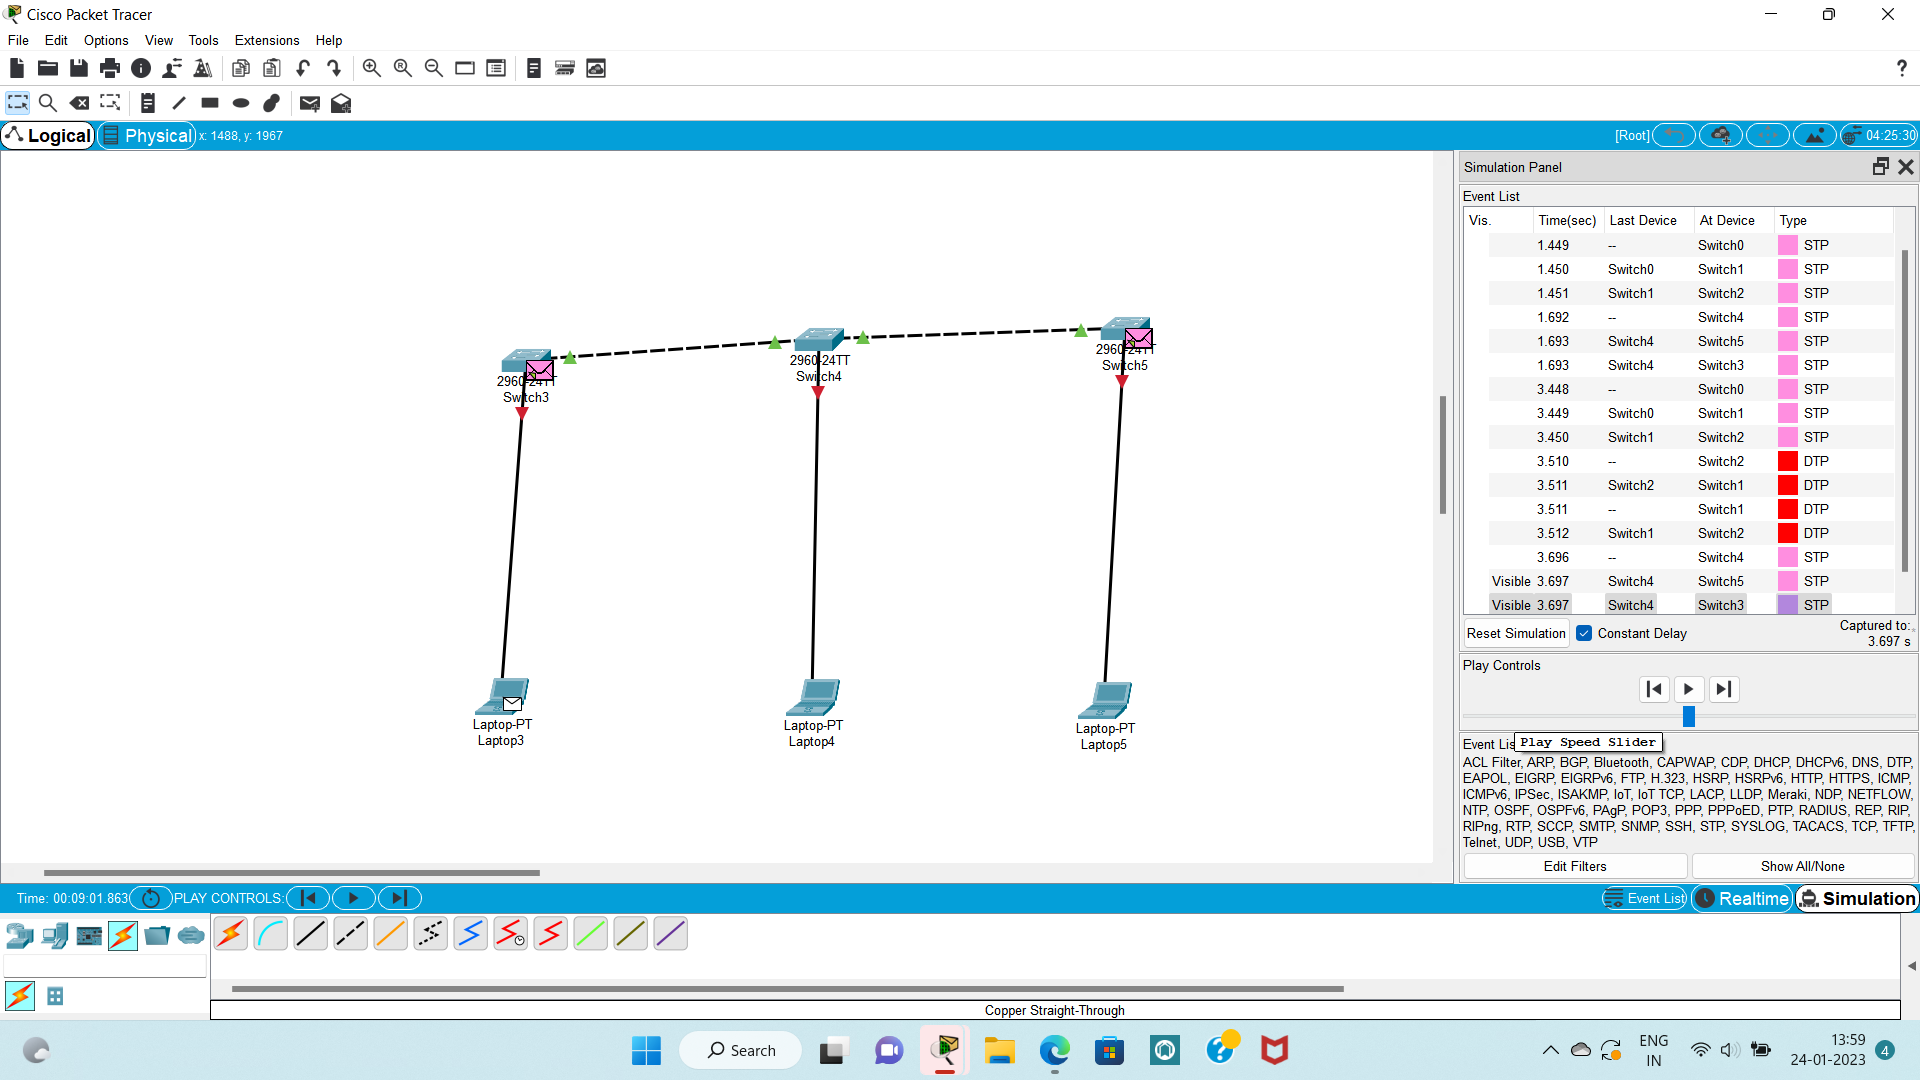 Cisco Packet Tracer
File Edit Options View Tools Extensions Help
Logical Physical x: 1488, y: 1967 [Root] 04:25:30
2960-24TT
Switch3
2960-24TT
Switch4
2960-24TT
Switch5
Laptop-PT
Laptop3
Laptop-PT
Laptop4
Laptop-PT
Laptop5
Simulation Panel
Event List
Vis. Time(sec) Last Device At Device Type
1.449 -- Switch0 STP
1.450 Switch0 Switch1 STP
1.451 Switch1 Switch2 STP
1.692 -- Switch4 STP
1.693 Switch4 Switch5 STP
1.693 Switch4 Switch3 STP
3.448 -- Switch0 STP
3.449 Switch0 Switch1 STP
3.450 Switch1 Switch2 STP
3.510 -- Switch2 DTP
3.511 Switch2 Switch1 DTP
3.511 -- Switch1 DTP
3.512 Switch1 Switch2 DTP
3.696 -- Switch4 STP
Visible 3.697 Switch4 Switch5 STP
Visible 3.697 Switch4 Switch3 STP
Reset Simulation Constant Delay Captured to:
3.697 s
Play Controls
Event Lis Play Speed Slider
ACL Filter, ARP, BGP, Bluetooth, CAPWAP, CDP, DHCP, DHCPv6, DNS, DTP,
EAPOL, EIGRP, EIGRPv6, FTP, H.323, HSRP, HSRPv6, HTTP, HTTPS, ICMP,
ICMPv6, IPSec, ISAKMP, IoT, IoT TCP, LACP, LLDP, Meraki, NDP, NETFLOW,
NTP, OSPF, OSPFv6, PAgP, POP3, PPP, PPPoED, PTP, RADIUS, REP, RIP,
RIPng, RTP, SCCP, SMTP, SNMP, SSH, STP, SYSLOG, TACACS, TCP, TFTP,
Telnet, UDP, USB, VTP
Edit Filters Show All/None
Time: 00:09:01.863 PLAY CONTROLS: Event List Realtime Simulation
Copper Straight-Through
Search
ENG
IN
13:59
24-01-2023
4